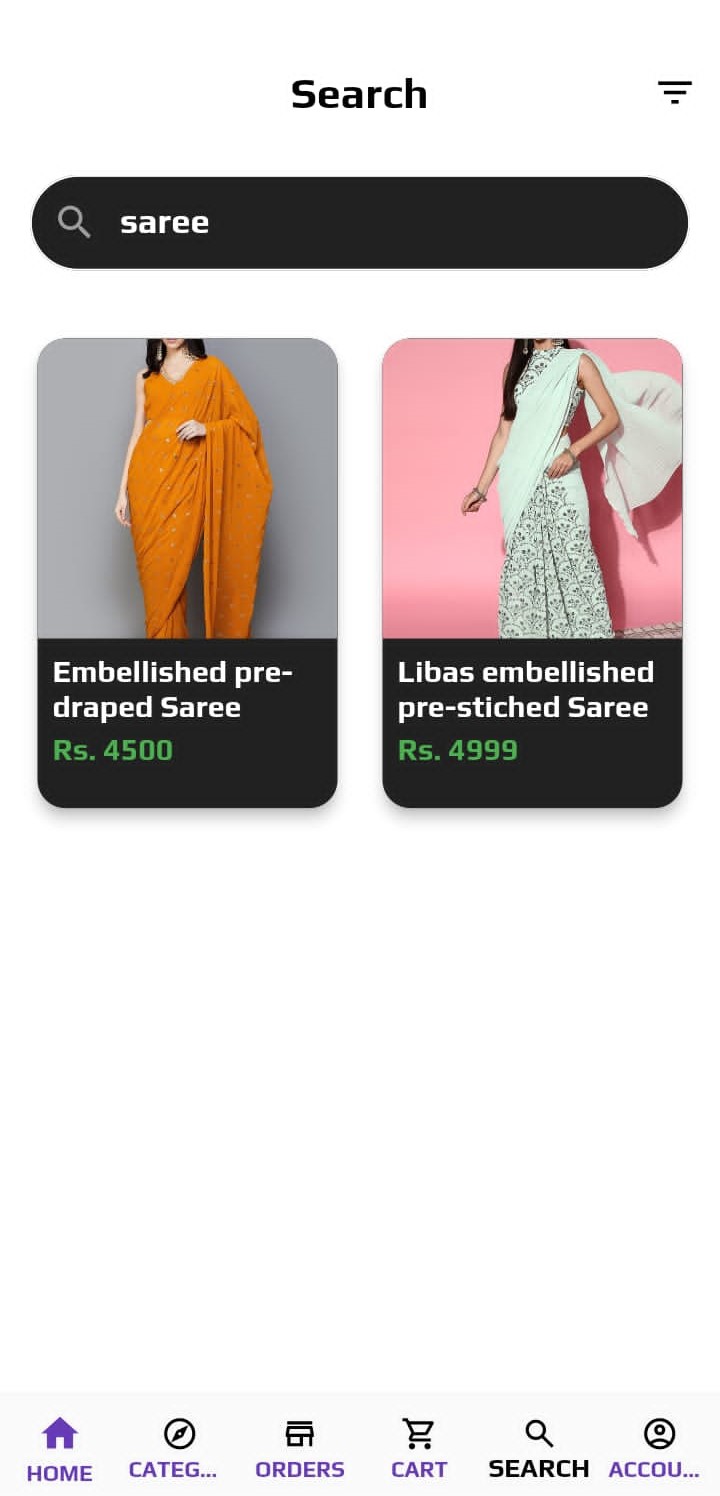 Search
saree
Embellished pre-
draped Saree
Rs. 4500
Libas embellished
pre-stiched Saree
Rs. 4999
HOME
CATEG...
ORDERS
CART
SEARCH
ACCOU...